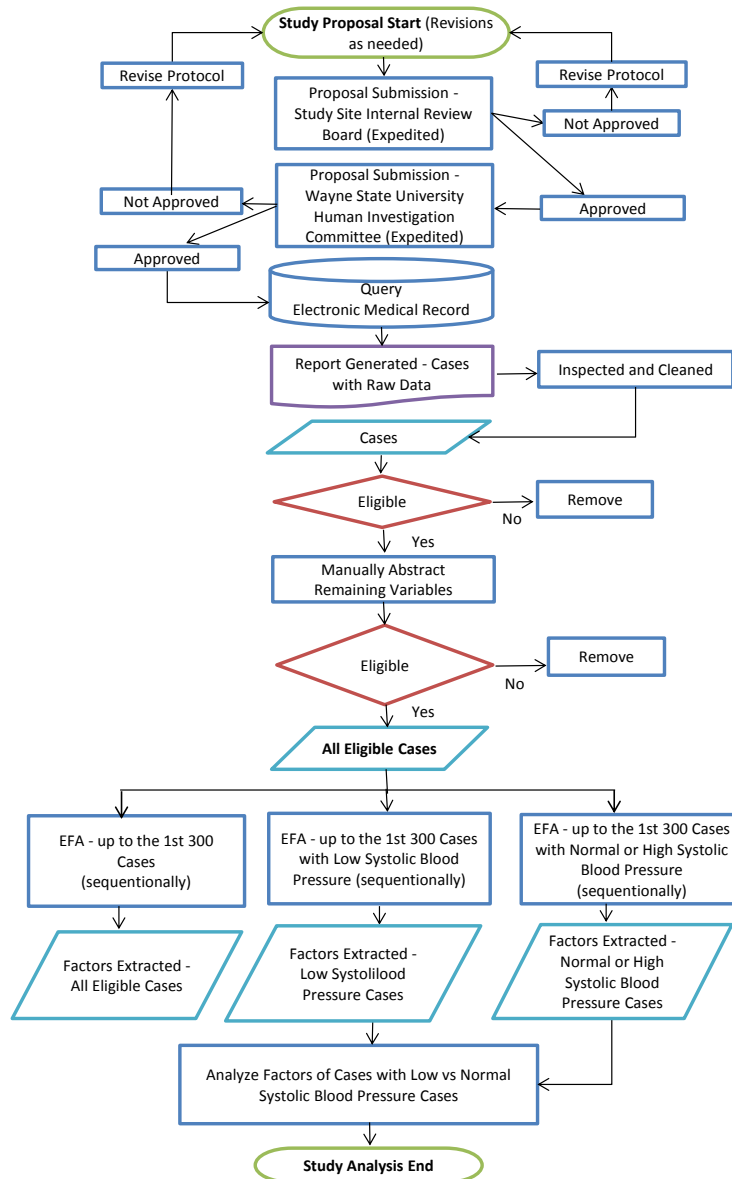 Study Proposal Start (Revisions
as needed)
Revise Protocol
Revise Protocol
Proposal Submission -
Study Site Internal Review
Board (Expedited)
Not Approved
Proposal Submission -
Wayne State University
Human Investigation
Committee (Expedited)
Not Approved
Approved
Approved
Query
Electronic Medical Record
Report Generated - Cases
with Raw Data
Inspected and Cleaned
Cases
Eligible
No
Remove
Yes
Manually Abstract
Remaining Variables
Eligible
No
Remove
Yes
All Eligible Cases
EFA - up to the 1st 300
Cases
(sequentionally)
EFA - up to the 1st 300 Cases
with Low Systolic Blood
Pressure (sequentionally)
EFA - up to the 1st 300 Cases
with Normal or High Systolic
Blood Pressure
(sequentionally)
Factors Extracted -
All Eligible Cases
Factors Extracted -
Low Systolilood
Pressure Cases
Factors Extracted -
Normal or High
Systolic Blood
Pressure Cases
Analyze Factors of Cases with Low vs Normal
Systolic Blood Pressure Cases
Study Analysis End